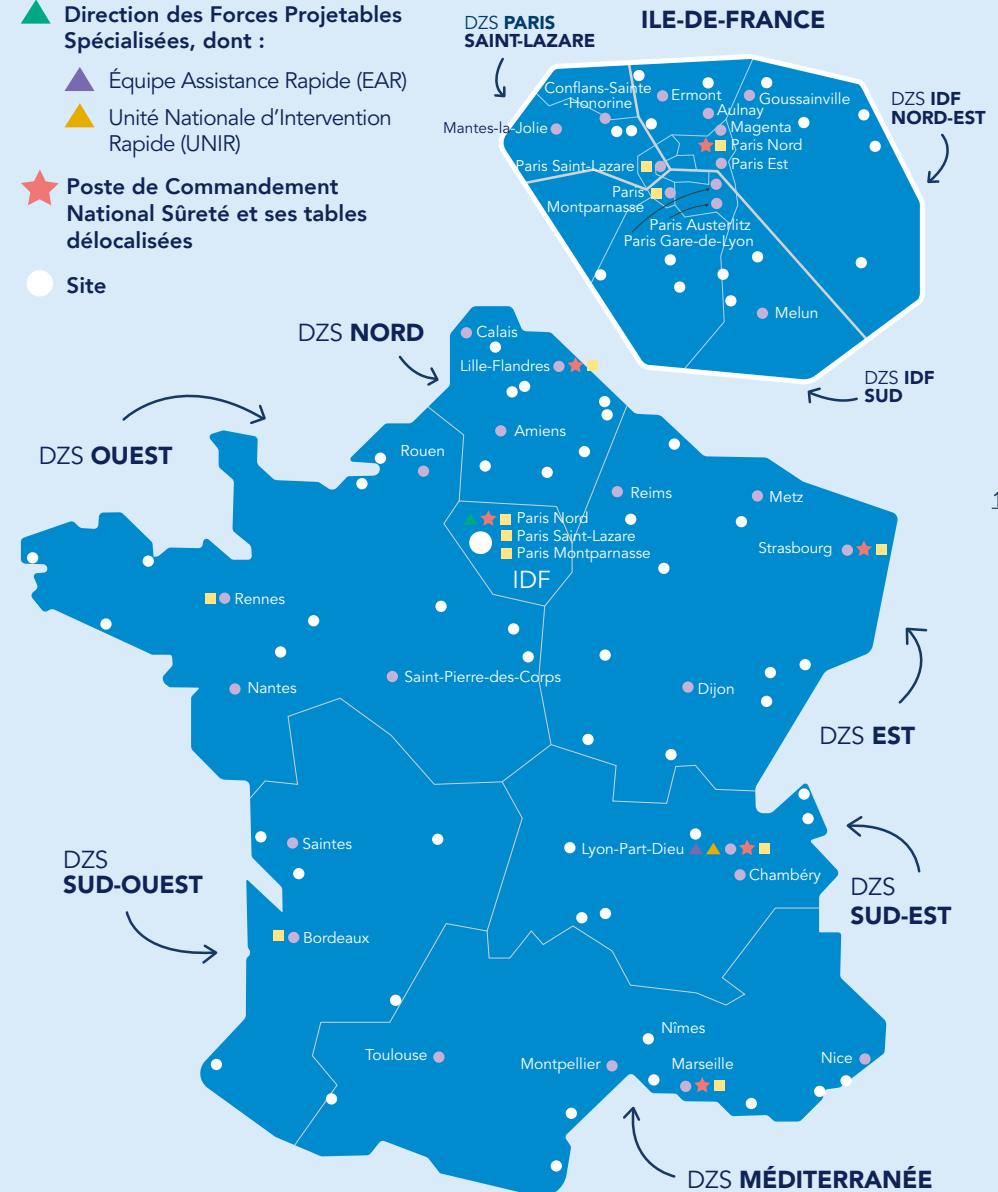 Direction des Forces Projetables
Spécialisées, dont :
Équipe Assistance Rapide (EAR)
Unité Nationale d'Intervention
Rapide (UNIR)
Poste de Commandement
National Sûreté et ses tables
délocalisées
Site
ILE-DE-FRANCE
DZS PARIS
SAINT-LAZARE
Conflans-Sainte
-Honorine
Ermont
Goussainville
Aulnay
Mantes-la-Jolie
Magenta
Paris Nord
Paris Saint-Lazare
Paris Est
Paris
Montparnasse
Paris Austerlitz
Paris Gare-de-Lyon
Melun
DZS IDF
NORD-EST
DZS IDF
SUD
DZS NORD
Calais
Lille-Flandres
DZS OUEST
Amiens
Rouen
Reims
Metz
1
Paris Nord
Paris Saint-Lazare
Paris Montparnasse
IDF
Strasbourg
Rennes
Saint-Pierre-des-Corps
Nantes
Dijon
DZS EST
Saintes
Lyon-Part-Dieu
Chambéry
DZS
SUD-OUEST
DZS
SUD-EST
Bordeaux
Nîmes
Toulouse
Montpellier
Marseille
Nice
DZS MÉDITERRANÉE